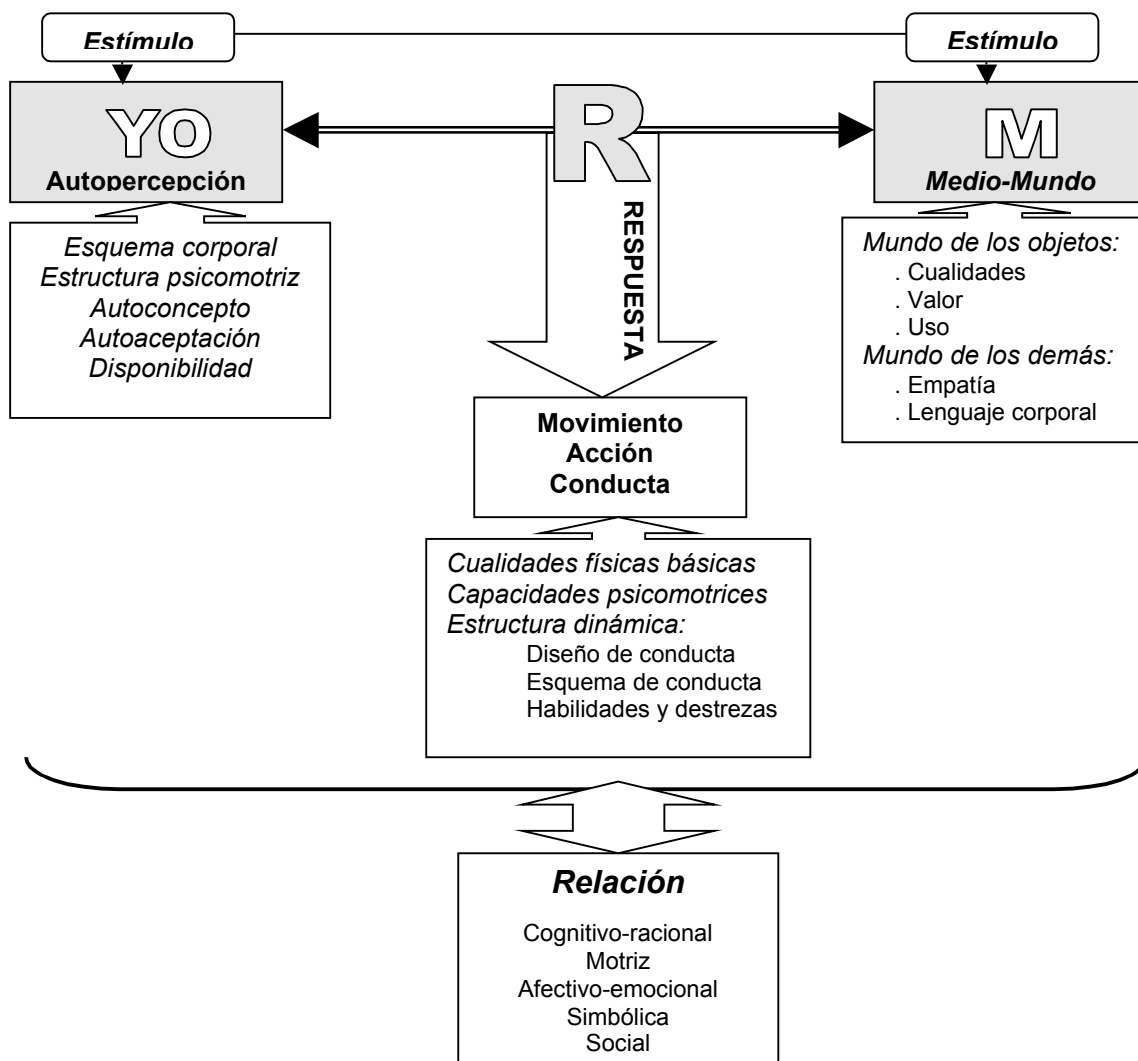 Estímulo
Estímulo
YO
Autopercepción
R
RESPUESTA
M
Medio-Mundo
Esquema corporal
Estructura psicomotriz
Autoconcepto
Autoaceptación
Disponibilidad
Mundo de los objetos:
. Cualidades
. Valor
. Uso
Mundo de los demás:
. Empatía
. Lenguaje corporal
Movimiento
Acción
Conducta
Cualidades físicas básicas
Capacidades psicomotrices
Estructura dinámica:
Diseño de conducta
Esquema de conducta
Habilidades y destrezas
Relación
Cognitivo-racional
Motriz
Afectivo-emocional
Simbólica
Social